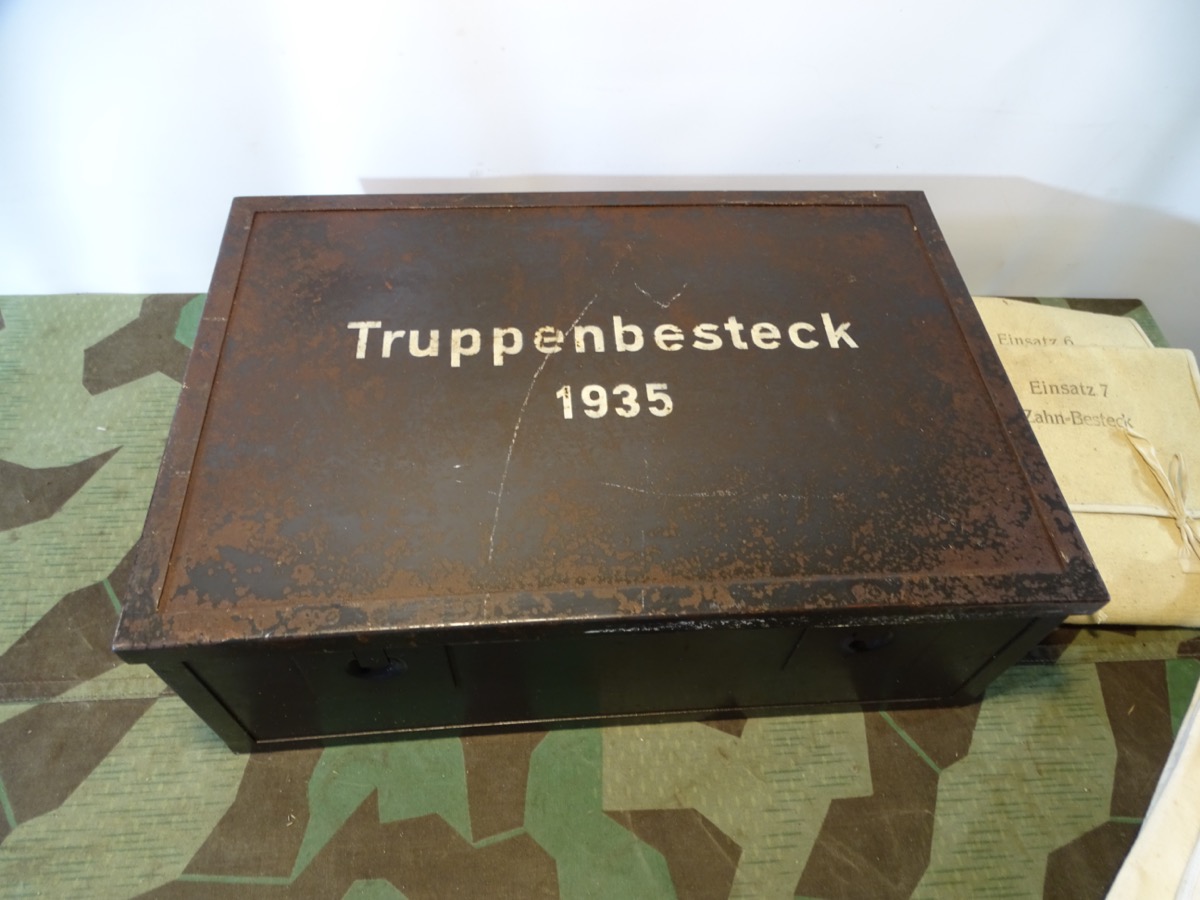 Truppenbesteck
1935
Einsatz 6
Einsatz 7
Zahn-Besteck